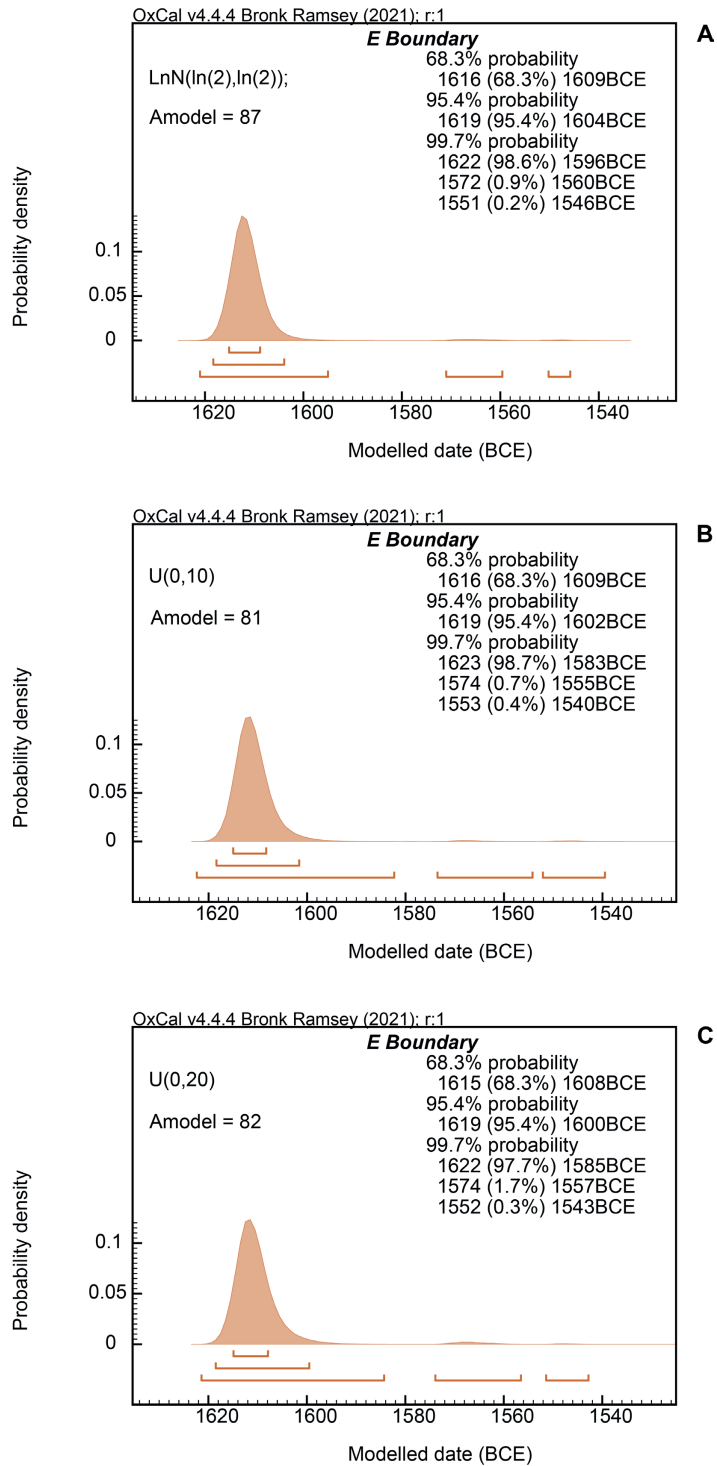 OxCal v4.4.4 Bronk Ramsey (2021); r:1
A
E Boundary
68.3% probability
LnN(ln(2),ln(2));
1616 (68.3%) 1609BCE
95.4% probability
Amodel = 87
1619 (95.4%) 1604BCE
99.7% probability
1622 (98.6%) 1596BCE
1572 (0.9%) 1560BCE
1551 (0.2%) 1546BCE
Probability density
0.1
0.05
0
1620 1600 1580 1560 1540
Modelled date (BCE)
OxCal v4.4.4 Bronk Ramsey (2021); r:1
B
E Boundary
68.3% probability
U(0,10)
1616 (68.3%) 1609BCE
95.4% probability
Amodel = 81
1619 (95.4%) 1602BCE
99.7% probability
1623 (98.7%) 1583BCE
1574 (0.7%) 1555BCE
1553 (0.4%) 1540BCE
Probability density
0.1
0.05
0
1620 1600 1580 1560 1540
Modelled date (BCE)
OxCal v4.4.4 Bronk Ramsey (2021); r:1
C
E Boundary
68.3% probability
U(0,20)
1615 (68.3%) 1608BCE
95.4% probability
Amodel = 82
1619 (95.4%) 1600BCE
99.7% probability
1622 (97.7%) 1585BCE
1574 (1.7%) 1557BCE
1552 (0.3%) 1543BCE
Probability density
0.1
0.05
0
1620 1600 1580 1560 1540
Modelled date (BCE)